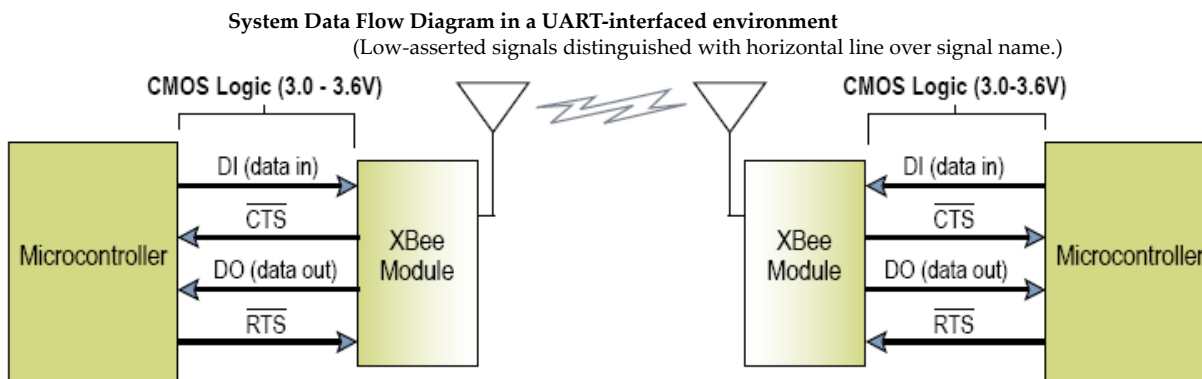 System Data Flow Diagram in a UART-interfaced environment
(Low-asserted signals distinguished with horizontal line over signal name.)
CMOS Logic (3.0 - 3.6V)
CMOS Logic (3.0-3.6V)
DI (data in)
CTS
DO (data out)
RTS
Microcontroller
XBee
Module
DI (data in)
CTS
DO (data out)
RTS
XBee
Module
Microcontroller